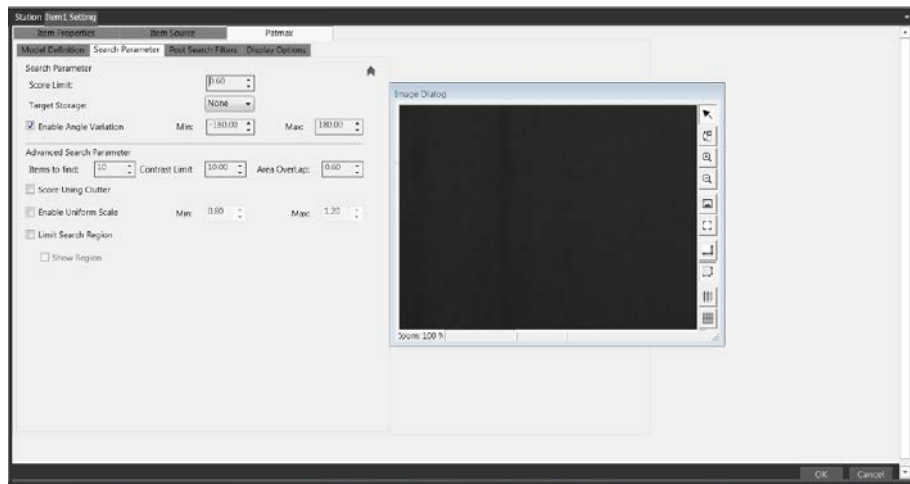 Station Item1 Setting
Item Properties Item Source Patmax
Model Definition Search Parameter Post Search Filters Display Options
Search Parameter
Score Limit: 0.60
Target Storage: None
Enable Angle Variation Min: -180.00 Max: 180.00
Advanced Search Parameter
Items to find: 10 Contrast Limit 10.00 Area OverLap: 0.60
Score Using Clutter
Enable Uniform Scale Min: 0.80 Max: 1.20
Limit Search Region
Show Region
Image Dialog
Zoom: 100 %
OK Cancel